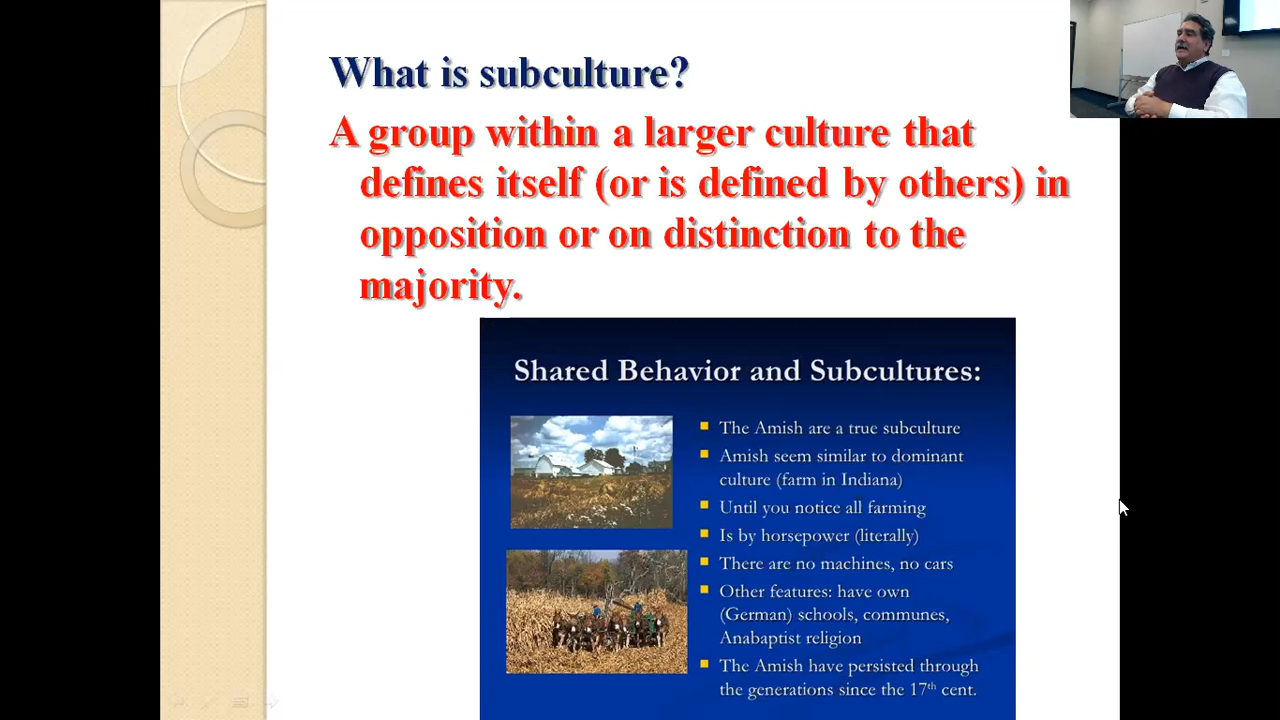 What is subculture?
A group within a larger culture that
defines itself (or is defined by others) in
opposition or on distinction to the
majority.
Shared Behavior and Subcultures:
The Amish are a true subculture
Amish seem similar to dominant
culture (farm in Indiana)
Until you notice all farming
Is by horsepower (literally)
There are no machines, no cars
Other features: have own
(German) schools, communes,
Anabaptist religion
The Amish have persisted through
the generations since the 17th cent.